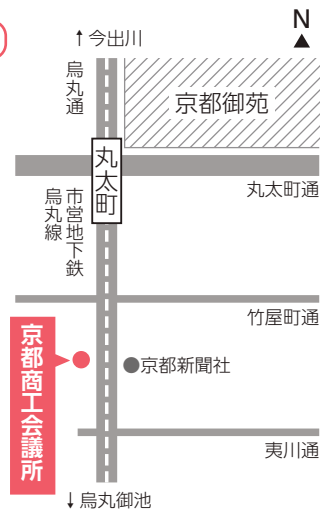 ↑今出川
N
烏丸通
京都御苑
丸太町
丸太町通
市営地下鉄
烏丸線
竹屋町通
京都商工会議所
京都新聞社
夷川通
↓烏丸御池